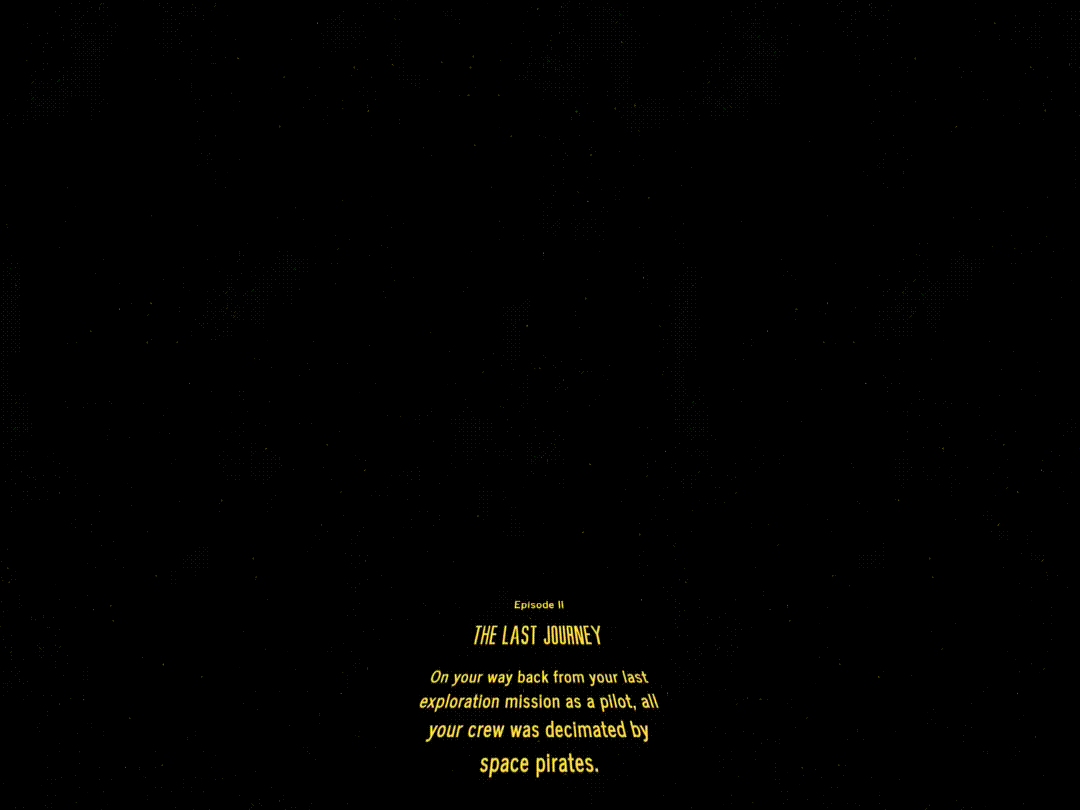 Episode II
THE LAST JOURNEY
On your way back from your last
exploration mission as a pilot, all
your crew was decimated by
space pirates.